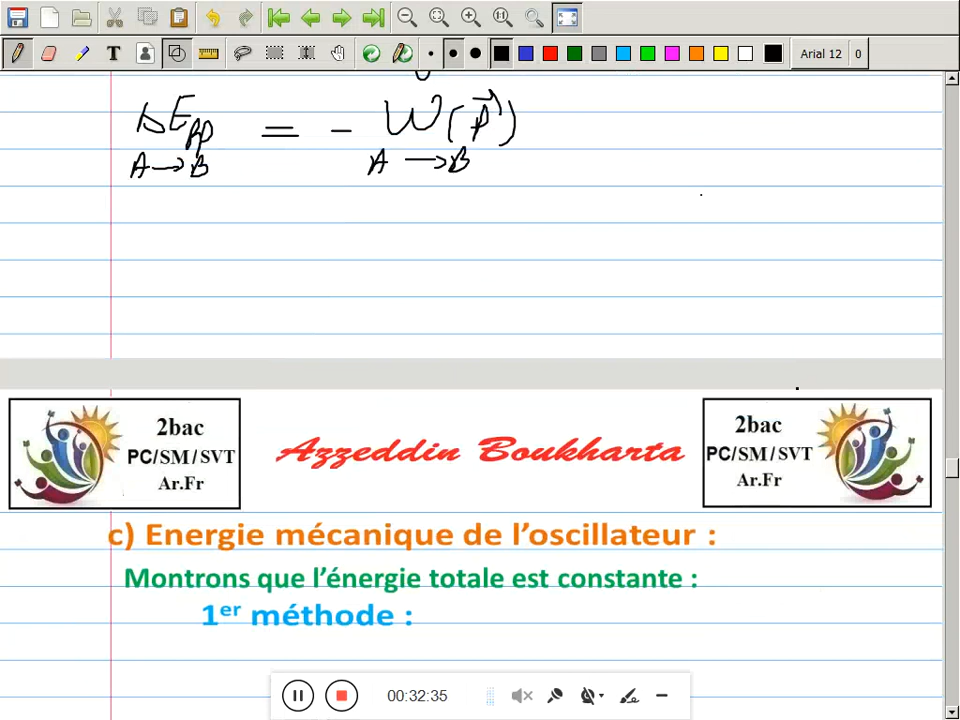 T Arial 12 0
ΔEpp = - W(P⃗)
A → B A → B
2bac
PC/SM/SVT
Ar.Fr
Azzeddin Boukharta
2bac
PC/SM/SVT
Ar.Fr
c) Energie mécanique de l’oscillateur :
Montrons que l’énergie totale est constante :
1er méthode :
00:32:35